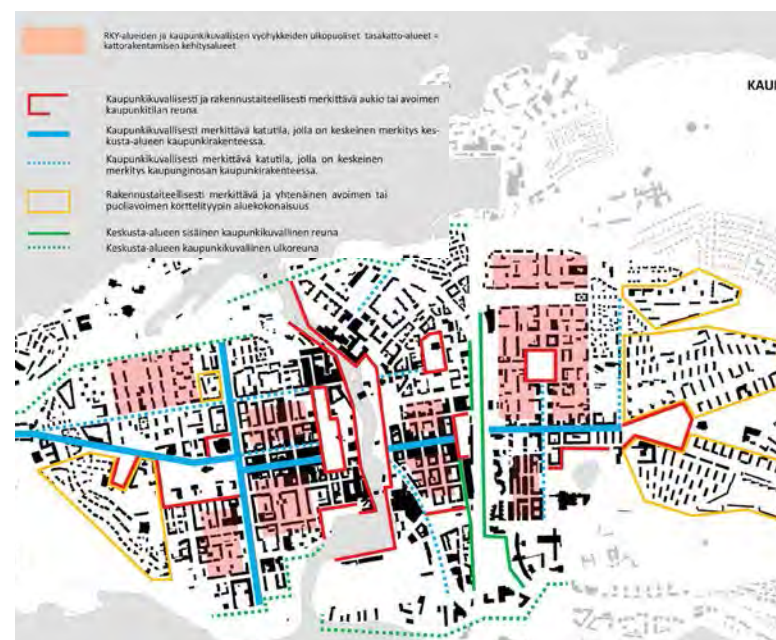 RKY-alueiden ja kaupunkikuvallisten vyöhykkeiden ulkopuoliset tasakatto-alueet =
kattorakentamisen kehitysalueet
KAUP
Kaupunkikuvallisesti ja rakennustaiteellisesti merkittävä aukio tai avoimen
kaupunkitilan reuna.
Kaupunkikuvallisesti merkittävä katutila, jolla on keskeinen merkitys kes-
kusta-alueen kaupunkirakenteessa.
Kaupunkikuvallisesti merkittävä katutila, jolla on keskeinen
merkitys kaupunginosan kaupunkirakenteessa.
Rakennustaiteellisesti merkittävä ja yhtenäinen avoimen tai
puoliavoimen korttelityypin aluekokonaisuus
Keskusta-alueen sisäinen kaupunkikuvallinen reuna
Keskusta-alueen kaupunkikuvallinen ulkoreuna